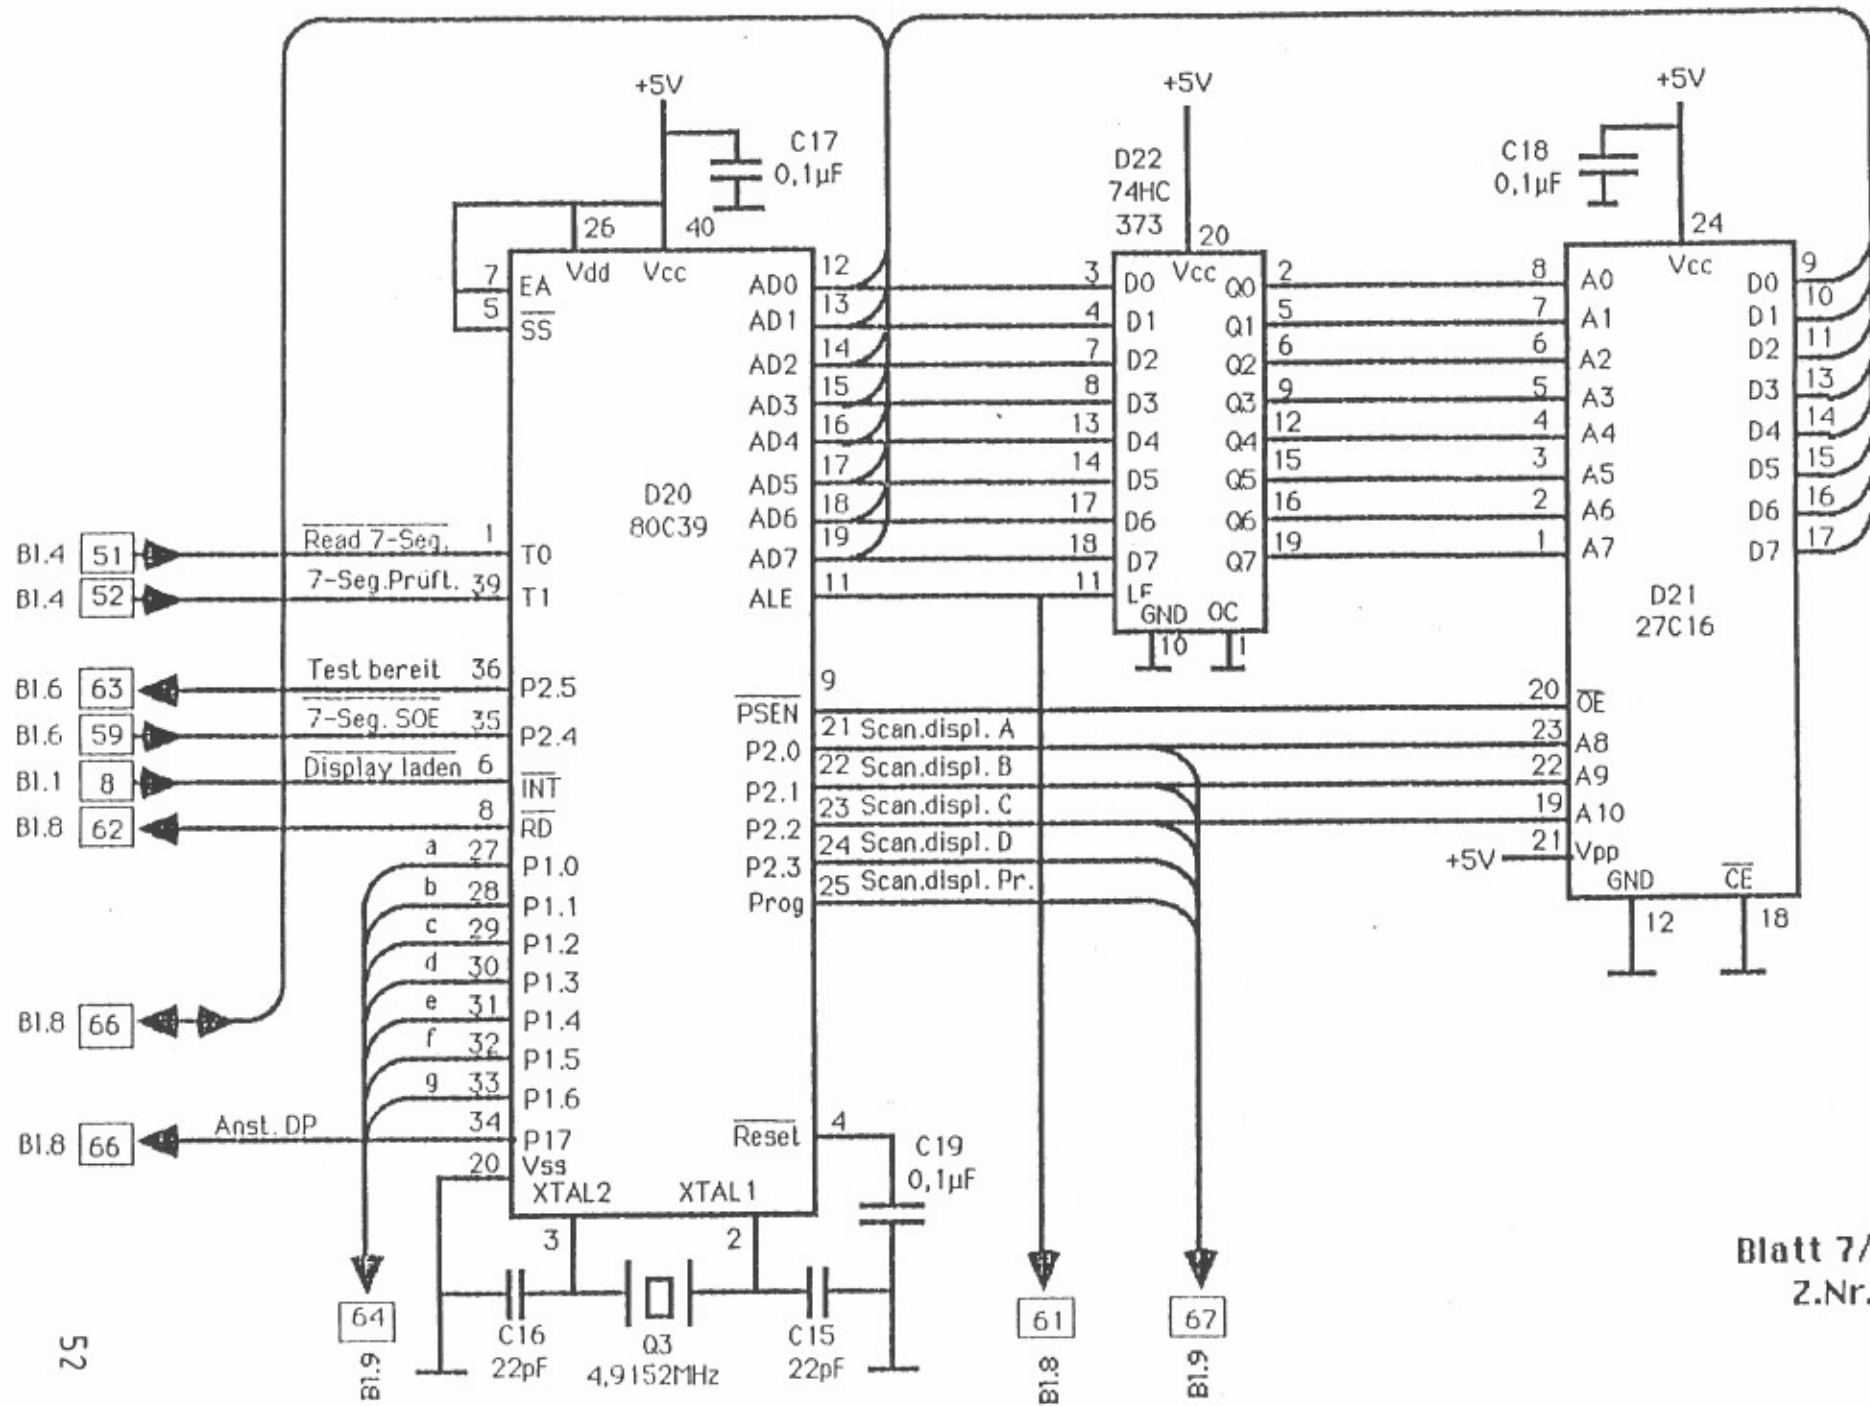 +5V
C17
0,1µF
26
40
Vdd
Vcc
7
EA
5
SS
AD0
12
AD1
13
AD2
14
AD3
15
AD4
16
AD5
17
AD6
18
AD7
19
ALE
11
D20
80C39
B1.4
51
Read 7-Seg.
1
T0
B1.4
52
7-Seg.Prüft.
39
T1
B1.6
63
Test bereit
36
P2.5
B1.6
59
7-Seg. SOE
35
P2.4
B1.1
8
Display laden
6
INT
B1.8
62
8
RD
a
27
P1.0
b
28
P1.1
c
29
P1.2
d
30
P1.3
e
31
P1.4
f
32
P1.5
g
33
P1.6
B1.8
66
B1.8
66
Anst. DP
34
P17
20
Vss
XTAL2
XTAL1
3
2
PSEN
9
P2.0
21 Scan.displ. A
P2.1
22 Scan.displ. B
P2.2
23 Scan.displ. C
P2.3
24 Scan.displ. D
Prog
25 Scan.displ. Pr.
Reset
4
C19
0,1µF
C16
22pF
Q3
4,9152MHz
C15
22pF
64
B1.9
61
B1.8
67
B1.9
+5V
D22
74HC
373
20
Vcc
3
D0
Q0
2
4
D1
Q1
5
7
D2
Q2
6
8
D3
Q3
9
13
D4
Q4
12
14
D5
Q5
15
17
D6
Q6
16
18
D7
Q7
19
11
LE
GND
OC
10
1
+5V
C18
0,1µF
24
Vcc
8
A0
D0
9
7
A1
D1
10
6
A2
D2
11
5
A3
D3
13
4
A4
D4
14
3
A5
D5
15
2
A6
D6
16
1
A7
D7
17
D21
27C16
20
OE
23
A8
22
A9
19
A10
+5V
21
Vpp
GND
CE
12
18
Blatt 7/
Z.Nr.
52